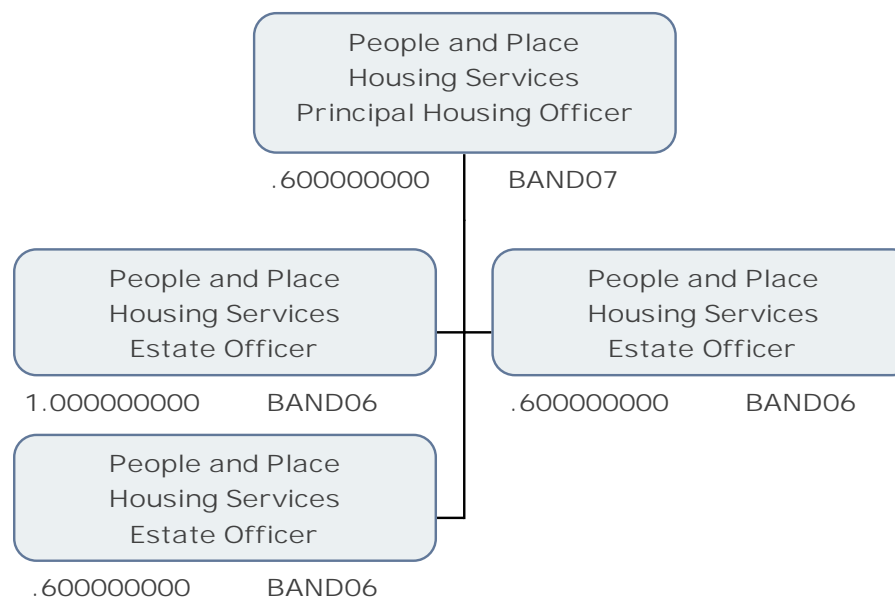 People and Place
Housing Services
Principal Housing Officer
.600000000 BAND07
People and Place
Housing Services
Estate Officer
1.000000000 BAND06
People and Place
Housing Services
Estate Officer
.600000000 BAND06
People and Place
Housing Services
Estate Officer
.600000000 BAND06